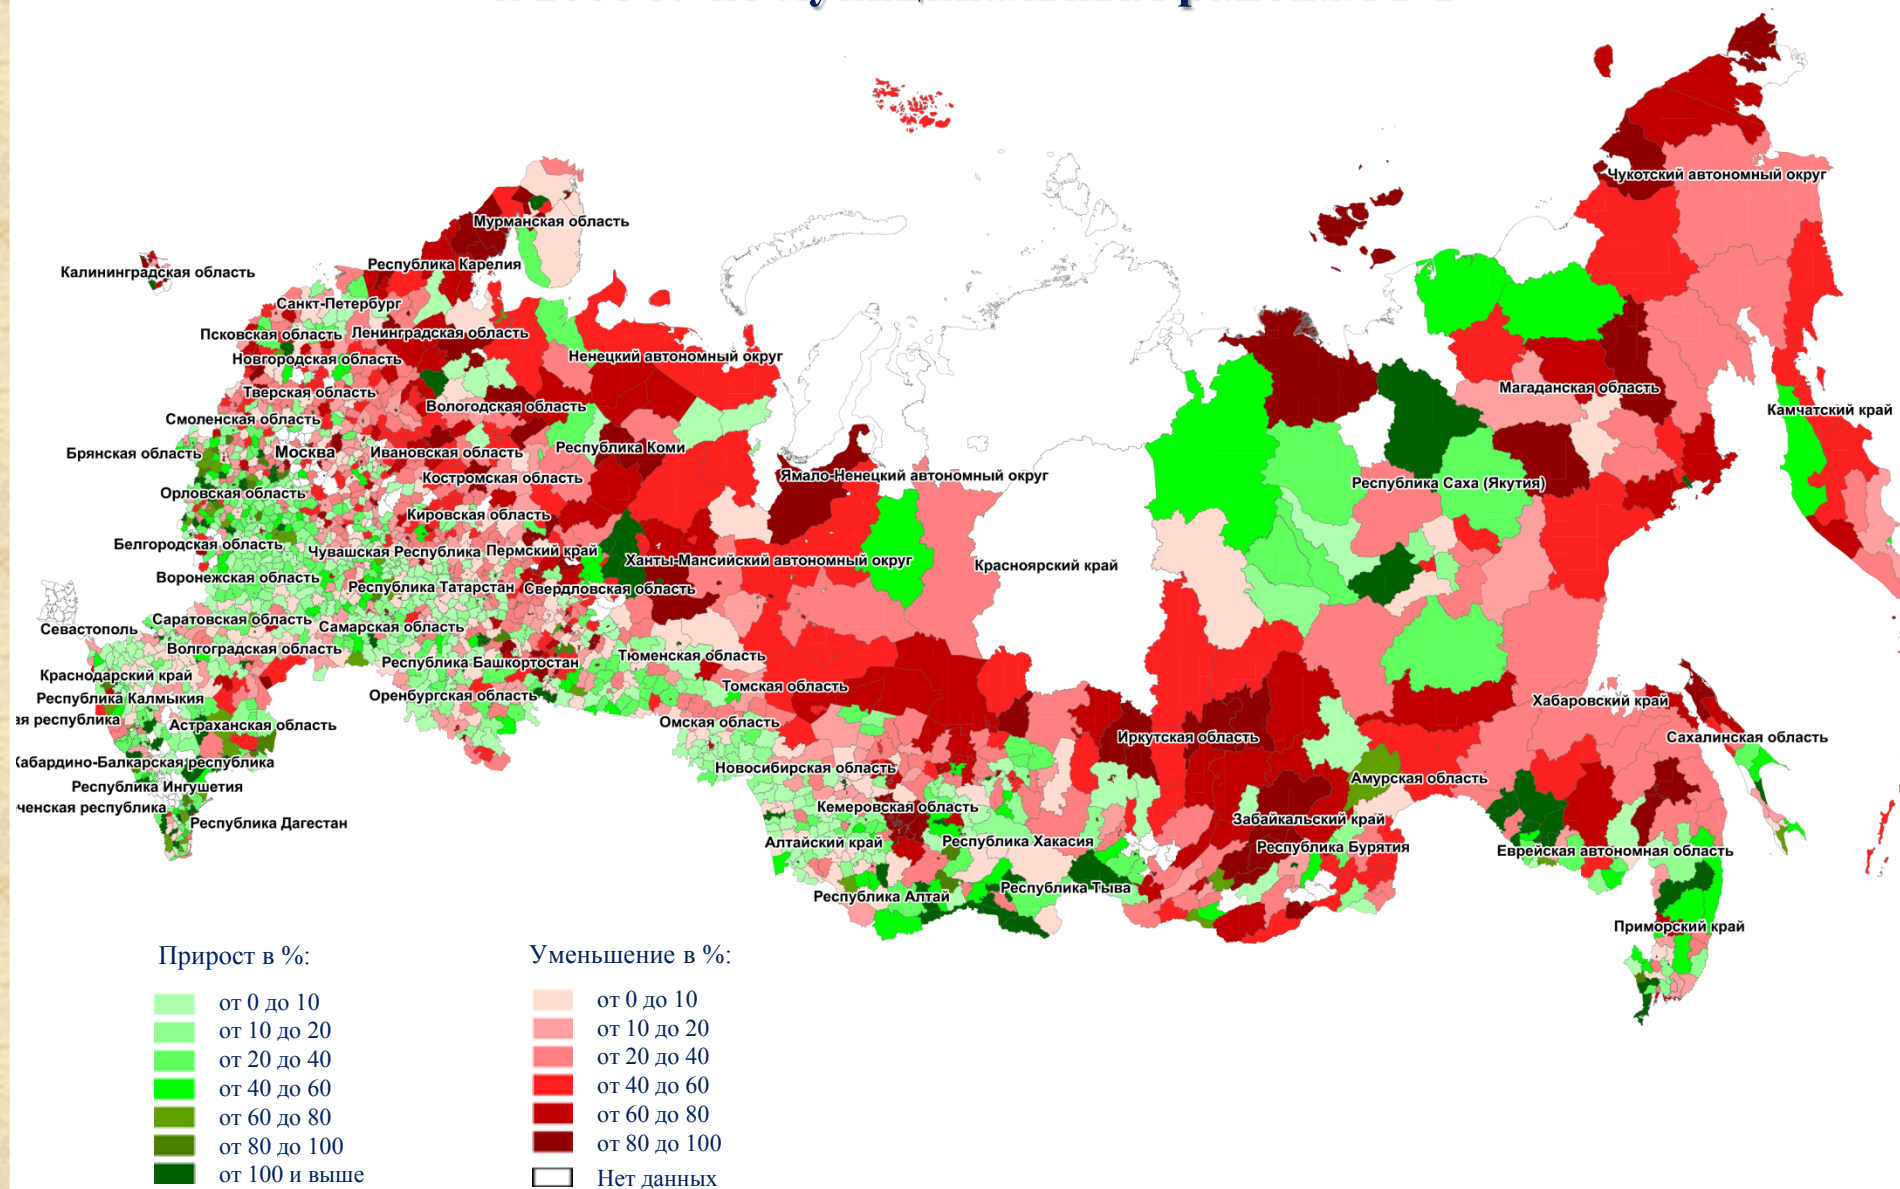 Чукотский автономный округ
Мурманская область
Республика Карелия
Калининградская область
Санкт-Петербург
Псковская область
Ленинградская область
Новгородская область
Ненецкий автономный округ
Тверская область
Магаданская область
Вологодская область
Камчатский край
Смоленская область
Республика Коми
Брянская область
Москва
Ивановская область
Ямало-Ненецкий автономный округ
Костромская область
Республика Саха (Якутия)
Орловская область
Кировская область
Белгородская область
Чувашская Республика
Пермский край
Ханты-Мансийский автономный округ
Красноярский край
Воронежская область
Республика Татарстан
Свердловская область
Саратовская область
Самарская область
Севастополь
Волгоградская область
Республика Башкортостан
Тюменская область
Краснодарский край
Томская область
Республика Калмыкия
Оренбургская область
Хабаровский край
ая республика
Астраханская область
Омская область
Иркутская область
Сахалинская область
Кабардино-Балкарская республика
Новосибирская область
Амурская область
Республика Ингушетия
ченская республика
Кемеровская область
Забайкальский край
Республика Дагестан
Алтайский край
Республика Хакасия
Республика Бурятия
Еврейская автономная область
Республика Тыва
Республика Алтай
Приморский край
Прирост в %:
от 0 до 10
от 10 до 20
от 20 до 40
от 40 до 60
от 60 до 80
от 80 до 100
от 100 и выше
Уменьшение в %:
от 0 до 10
от 10 до 20
от 20 до 40
от 40 до 60
от 60 до 80
от 80 до 100
Нет данных